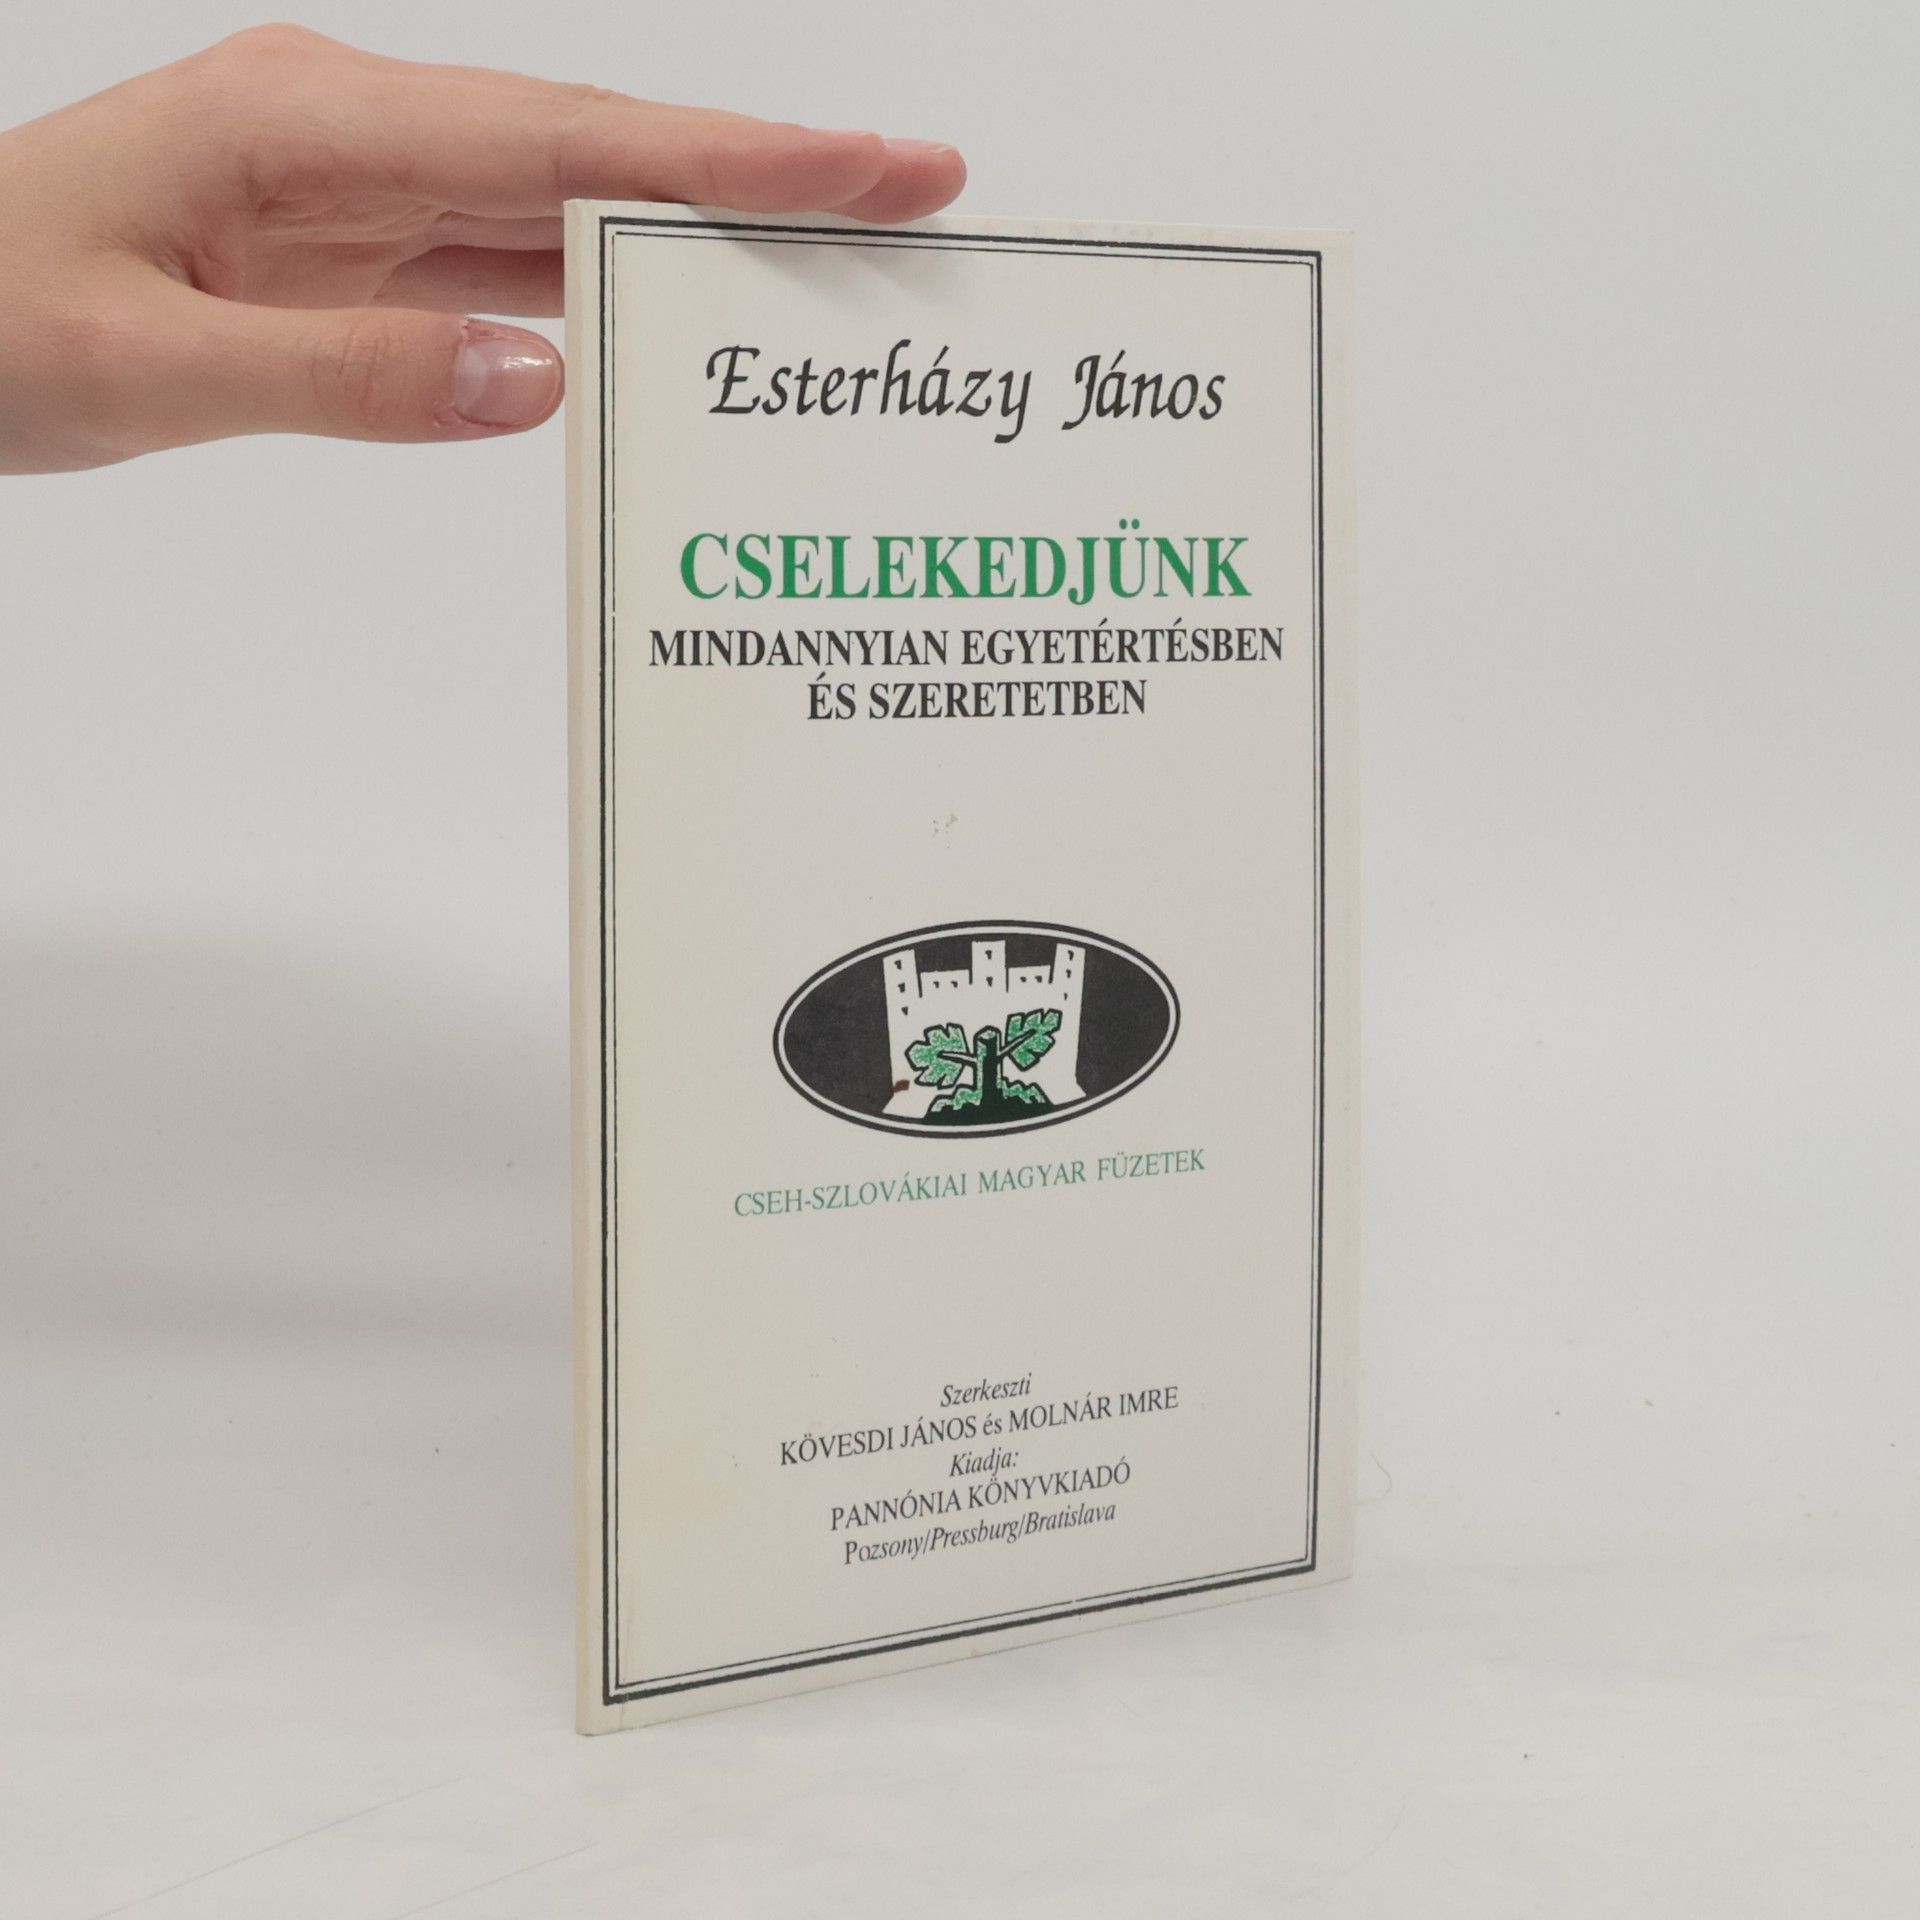 Esterházy János
CSELEKEDJÜNK
MINDANNYIAN EGYETÉRTÉSBEN
ÉS SZERETETBEN
CSEH-SZLOVÁKIAI MAGYAR FÜZETEK
Szerkeszti
KÖVESDI JÁNOS és MOLNÁR IMRE
Kiadja:
PANNÓNIA KÖNYVKIADÓ
Pozsony/Pressburg/Bratislava